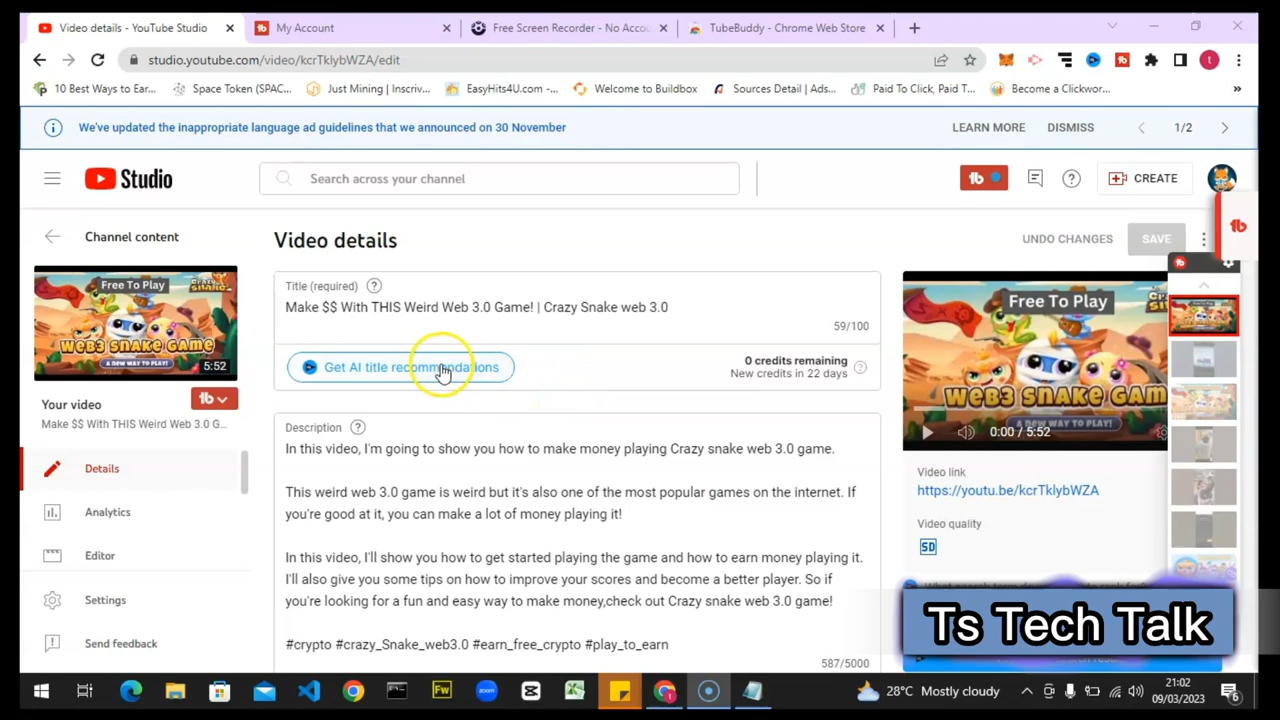 Video details - YouTube Studio
My Account
Free Screen Recorder - No Acco
TubeBuddy - Chrome Web Store
studio.youtube.com/video/kcrTklybWZA/edit
10 Best Ways to Ear...
Space Token (SPAC...
Just Mining | Inscriv...
EasyHits4U.com -...
Welcome to Buildbox
Sources Detail | Ads...
Paid To Click, Paid T...
Become a Clickwor...
We've updated the inappropriate language ad guidelines that we announced on 30 November
LEARN MORE
DISMISS
1/2
Studio
Search across your channel
CREATE
Channel content
Video details
UNDO CHANGES
SAVE
Free To Play
WEB3 SNAKE GAME
A NEW WAY TO PLAY!
5:52
Your video
Make $$ With THIS Weird Web 3.0 G...
Details
Analytics
Editor
Settings
Send feedback
Title (required)
Make $$ With THIS Weird Web 3.0 Game! | Crazy Snake web 3.0
59/100
Get AI title recommendations
0 credits remaining
New credits in 22 days
Description
In this video, I'm going to show you how to make money playing Crazy snake web 3.0 game.
This weird web 3.0 game is weird but it's also one of the most popular games on the internet. If
you're good at it, you can make a lot of money playing it!
In this video, I'll show you how to get started playing the game and how to earn money playing it.
I'll also give you some tips on how to improve your scores and become a better player. So if
you're looking for a fun and easy way to make money,check out Crazy snake web 3.0 game!
#crypto #crazy_Snake_web3.0 #earn_free_crypto #play_to_earn
587/5000
Free To Play
WEB3 SNAKE GAM
0:00 / 5:52
Video link
https://youtu.be/kcrTklybWZA
Video quality
SD
Ts Tech Talk
28°C Mostly cloudy
21:02
09/03/2023
6